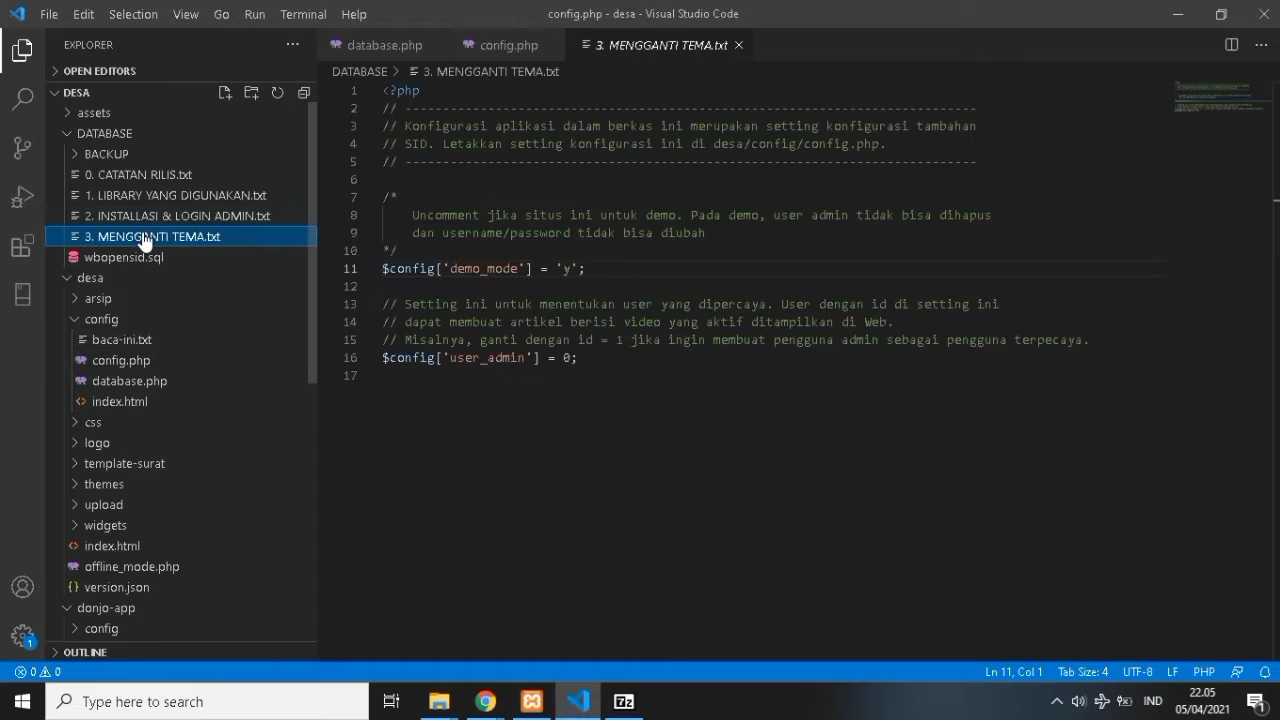 File Edit Selection View Go Run Terminal Help
config.php - desa - Visual Studio Code
EXPLORER
OPEN EDITORS
DESA
assets
DATABASE
BACKUP
0. CATATAN RILIS.txt
1. LIBRARY YANG DIGUNAKAN.txt
2. INSTALLASI & LOGIN ADMIN.txt
3. MENGGANTI TEMA.txt
wbopensid.sql
desa
arsip
config
baca-ini.txt
config.php
database.php
index.html
css
logo
template-surat
themes
upload
widgets
index.html
offline_mode.php
version.json
donjo-app
config
OUTLINE
database.php
config.php
3. MENGGANTI TEMA.txt
DATABASE > 3. MENGGANTI TEMA.txt
1 <?php
2 // ----------------------------------------------------------------------------
3 // Konfigurasi aplikasi dalam berkas ini merupakan setting konfigurasi tambahan
4 // SID. Letakkan setting konfigurasi ini di desa/config/config.php.
5 // ----------------------------------------------------------------------------
6
7 /*
8 Uncomment jika situs ini untuk demo. Pada demo, user admin tidak bisa dihapus
9 dan username/password tidak bisa diubah
10 */
11 $config['demo_mode'] = 'y';
12
13 // Setting ini untuk menentukan user yang dipercaya. User dengan id di setting ini
14 // dapat membuat artikel berisi video yang aktif ditampilkan di Web.
15 // Misalnya, ganti dengan id = 1 jika ingin membuat pengguna admin sebagai pengguna terpecaya.
16 $config['user_admin'] = 0;
17
1
0 0
Ln 11, Col 1
Tab Size: 4
UTF-8
LF
PHP
Type here to search
IND
22.05
05/04/2021
1